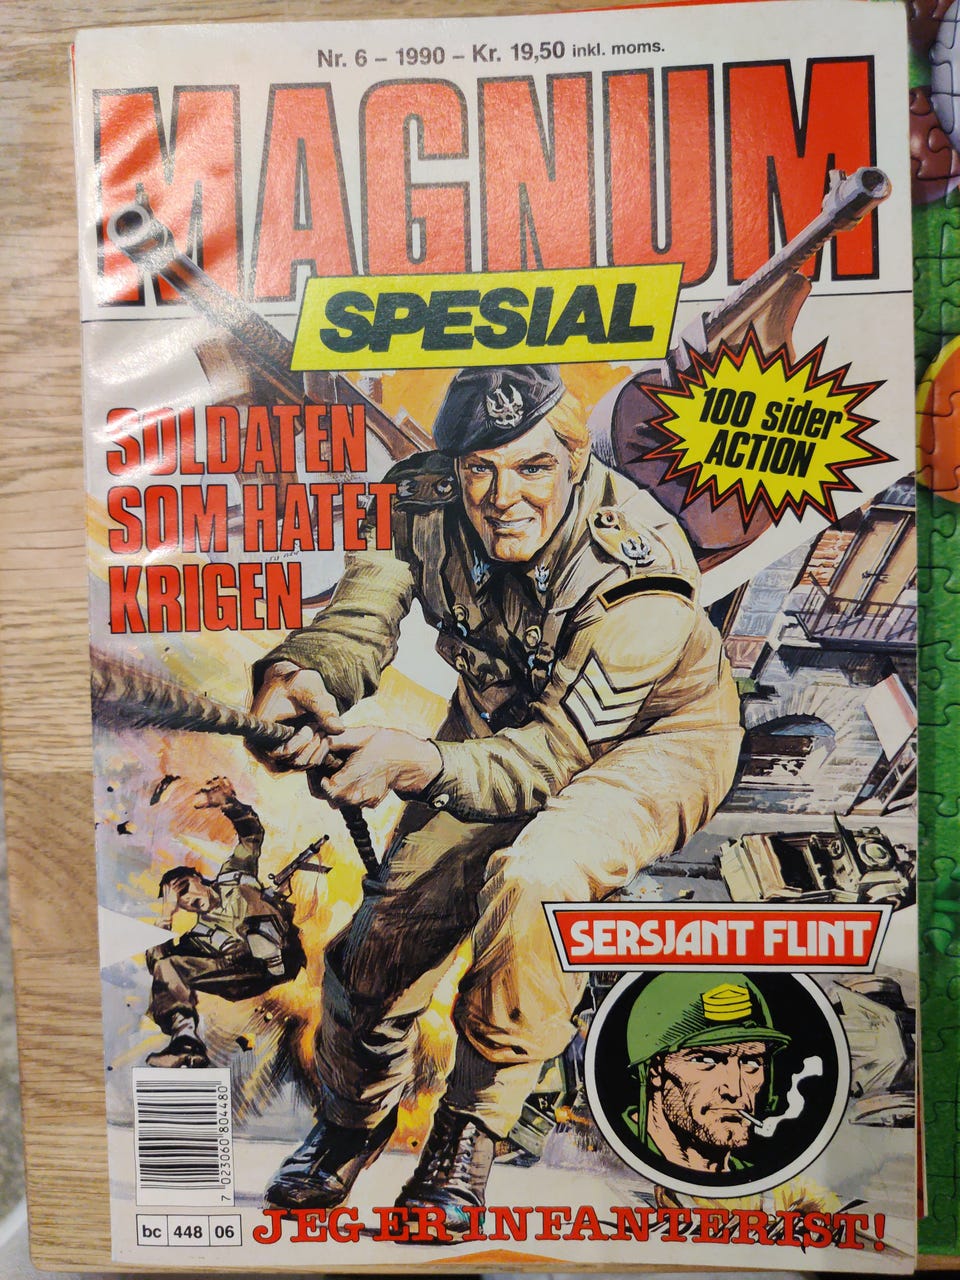 Nr. 6 – 1990 – Kr. 19,50 inkl. moms.
MAGNUM
SPESIAL
100 sider
ACTION
SOLDATEN
SOM HATET
KRIGEN
SERSJANT FLINT
7 023060 804480
bc 448 06
JEG ER INFANTERIST!